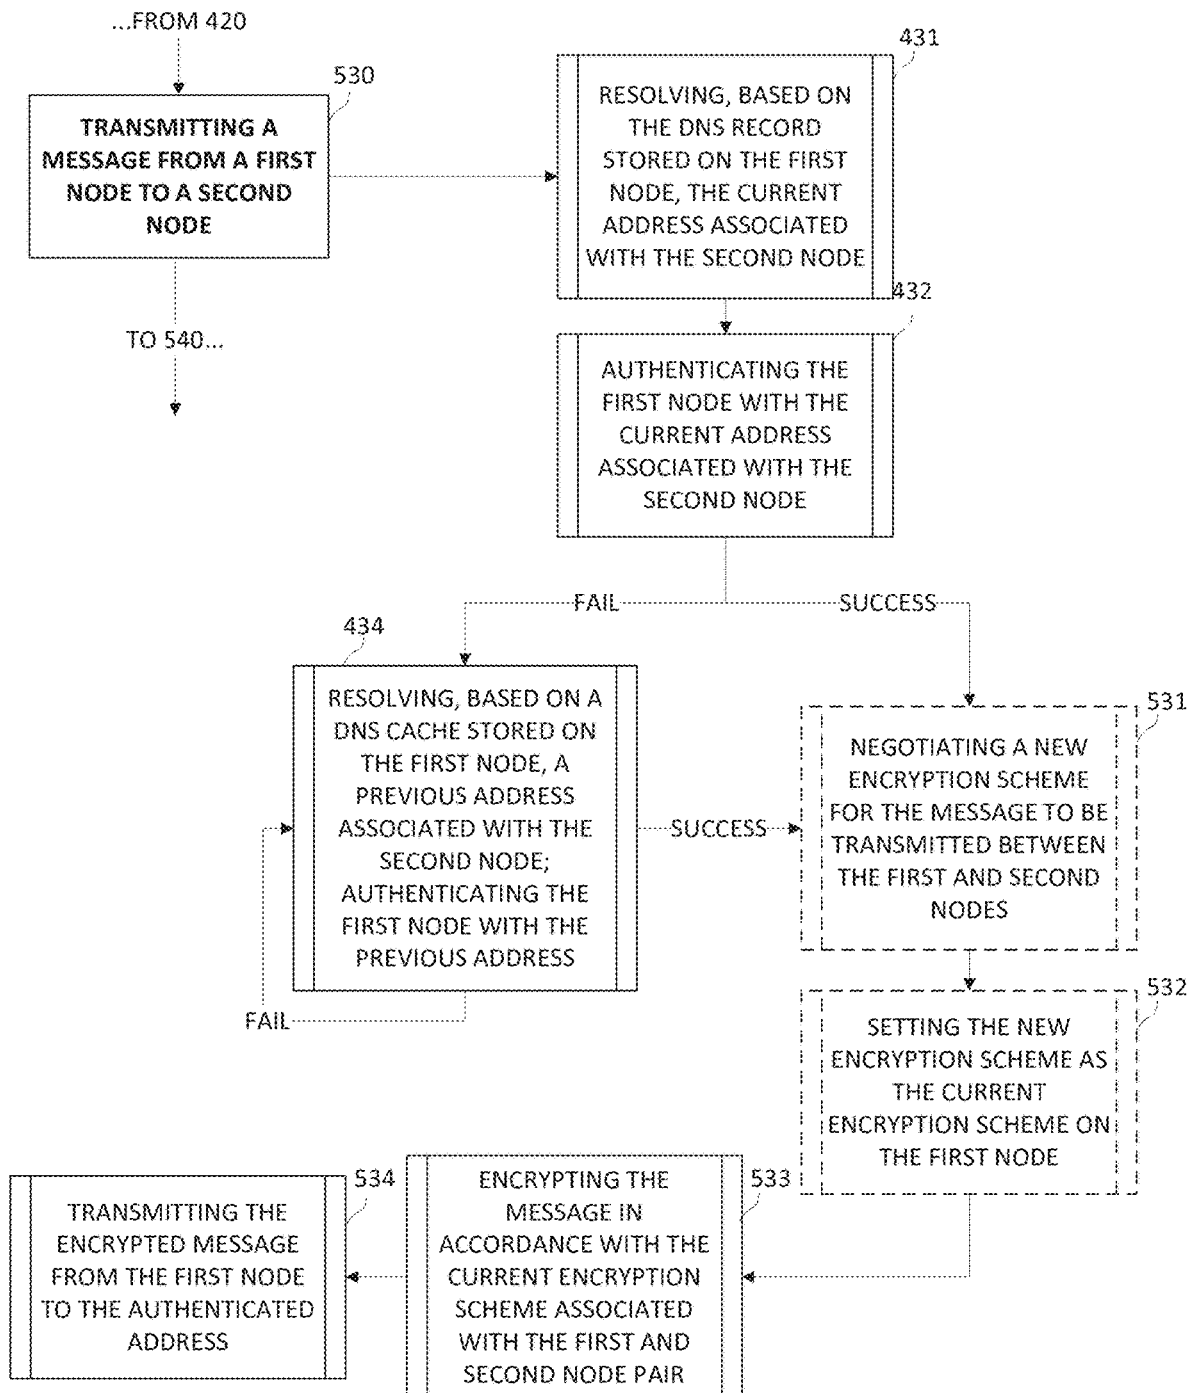 ...FROM 420
530
TRANSMITTING A
MESSAGE FROM A FIRST
NODE TO A SECOND
NODE
TO 540...
431
RESOLVING, BASED ON
THE DNS RECORD
STORED ON THE FIRST
NODE, THE CURRENT
ADDRESS ASSOCIATED
WITH THE SECOND NODE
432
AUTHENTICATING THE
FIRST NODE WITH THE
CURRENT ADDRESS
ASSOCIATED WITH THE
SECOND NODE
FAIL
SUCCESS
434
RESOLVING, BASED ON A
DNS CACHE STORED ON
THE FIRST NODE, A
PREVIOUS ADDRESS
ASSOCIATED WITH THE
SECOND NODE;
AUTHENTICATING THE
FIRST NODE WITH THE
PREVIOUS ADDRESS
SUCCESS
FAIL
531
NEGOTIATING A NEW
ENCRYPTION SCHEME
FOR THE MESSAGE TO BE
TRANSMITTED BETWEEN
THE FIRST AND SECOND
NODES
532
SETTING THE NEW
ENCRYPTION SCHEME AS
THE CURRENT
ENCRYPTION SCHEME ON
THE FIRST NODE
533
ENCRYPTING THE
MESSAGE IN
ACCORDANCE WITH THE
CURRENT ENCRYPTION
SCHEME ASSOCIATED
WITH THE FIRST AND
SECOND NODE PAIR
534
TRANSMITTING THE
ENCRYPTED MESSAGE
FROM THE FIRST NODE
TO THE AUTHENTICATED
ADDRESS